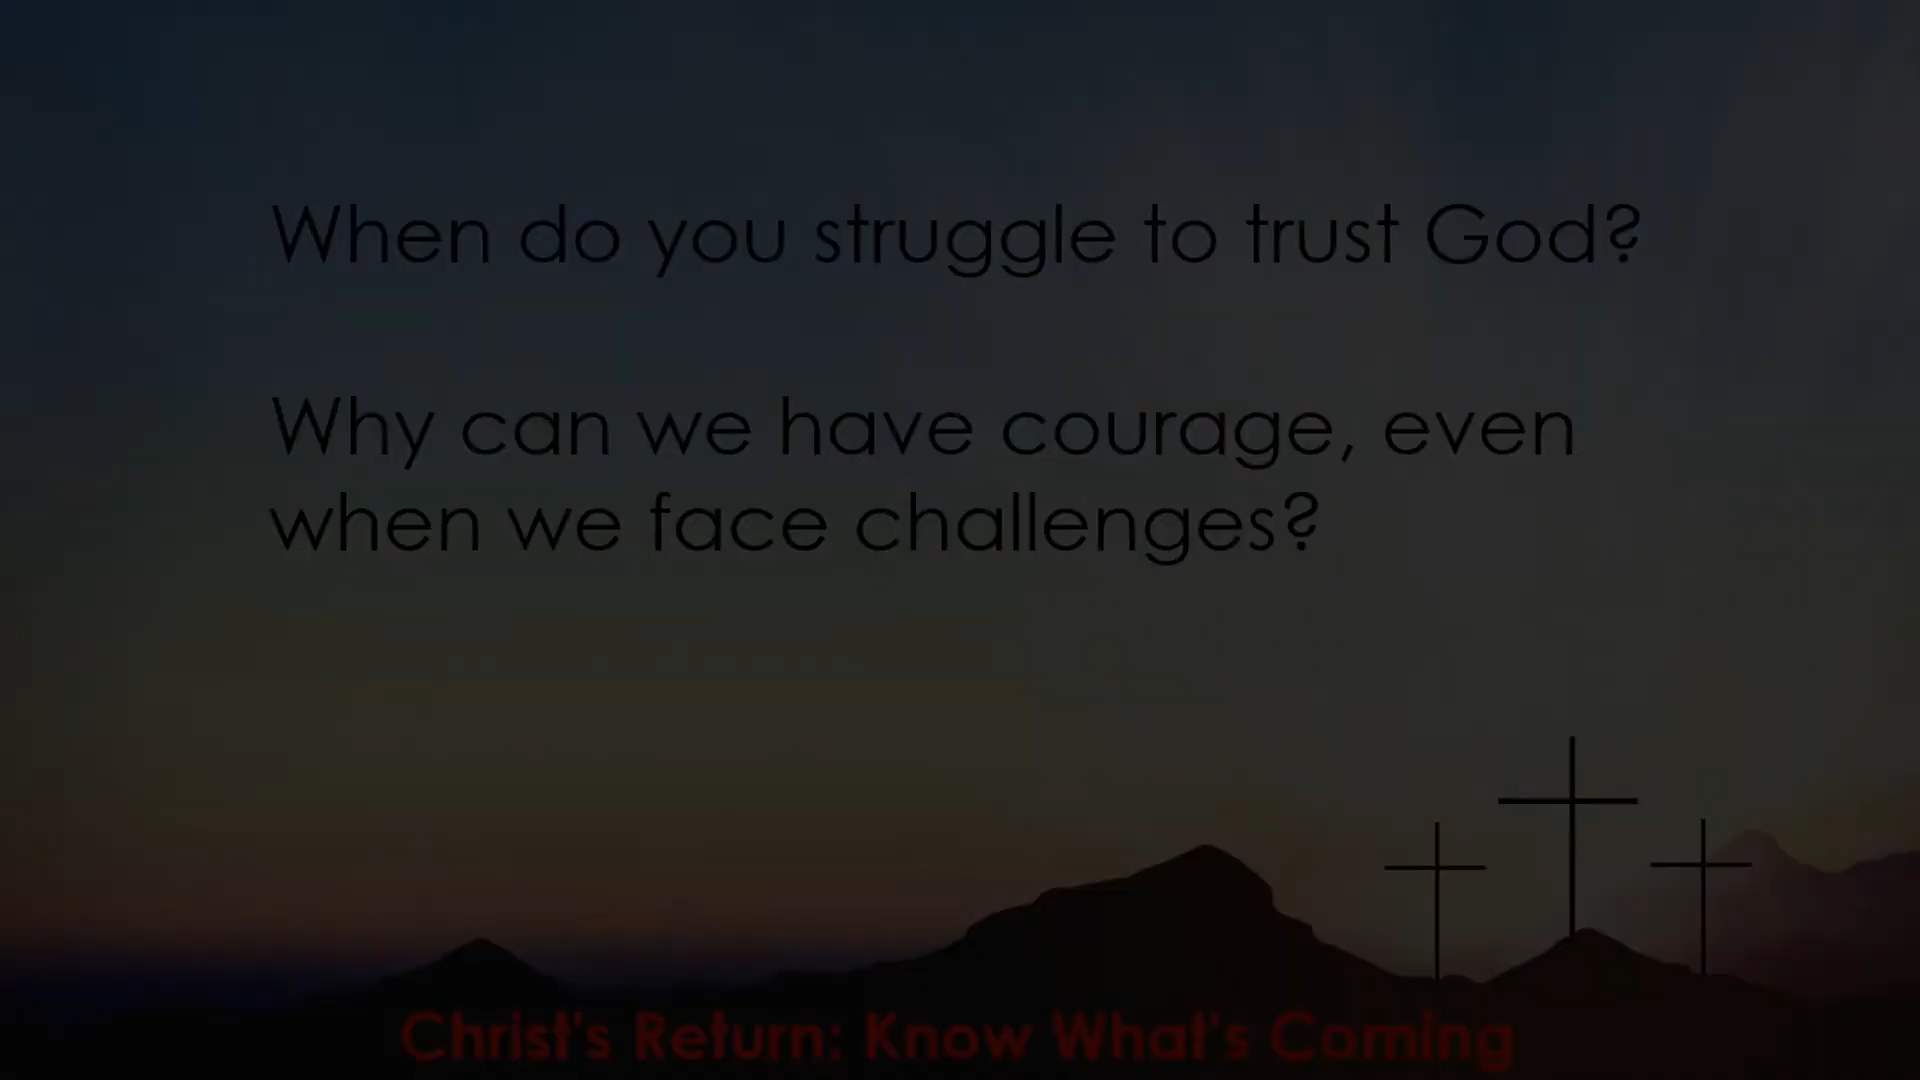 When do you struggle to trust God?
Why can we have courage, even
when we face challenges?
Christ's Return: Know What's Coming